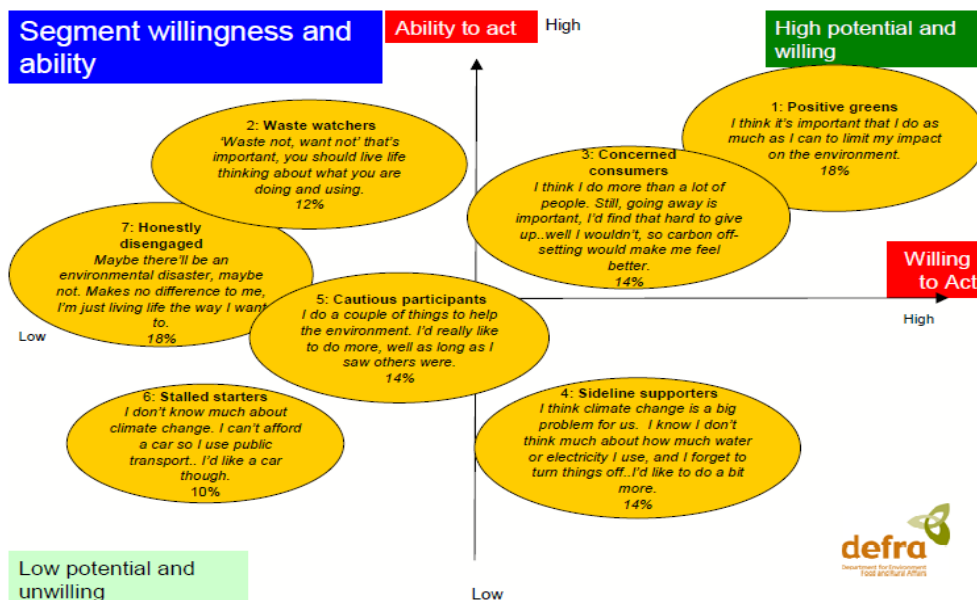 Segment willingness and
ability
Ability to act
High
High potential and
willing
1: Positive greens
I think it's important that I do as
much as I can to limit my impact
on the environment.
18%
2: Waste watchers
'Waste not, want not' that's
important, you should live life
thinking about what you are
doing and using.
12%
3: Concerned
consumers
I think I do more than a lot of
people. Still, going away is
important, I'd find that hard to give
up..well I wouldn't, so carbon off-
setting would make me feel
better.
14%
7: Honestly
disengaged
Maybe there'll be an
environmental disaster, maybe
not. Makes no difference to me,
I'm just living life the way I want
to.
18%
Willing
to Act
High
Low
5: Cautious participants
I do a couple of things to help
the environment. I'd really like
to do more, well as long as I
saw others were.
14%
6: Stalled starters
I don't know much about
climate change. I can't afford
a car so I use public
transport.. I'd like a car
though.
10%
4: Sideline supporters
I think climate change is a big
problem for us. I know I don't
think much about how much water
or electricity I use, and I forget to
turn things off..I'd like to do a bit
more.
14%
Low potential and
unwilling
Low
defra
Department for Environment
Food and Rural Affairs